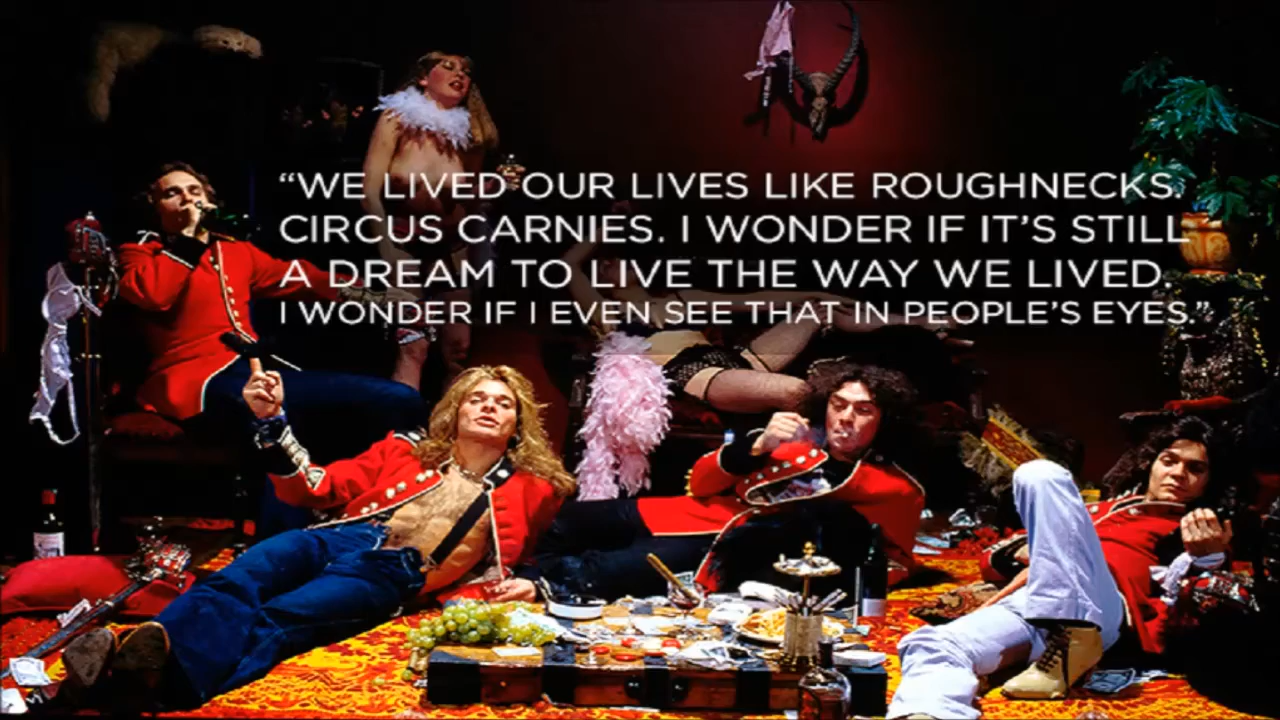 “WE LIVED OUR LIVES LIKE ROUGHNECKS.
CIRCUS CARNIES. I WONDER IF IT’S STILL
A DREAM TO LIVE THE WAY WE LIVED.
I WONDER IF I EVEN SEE THAT IN PEOPLE’S EYES.”